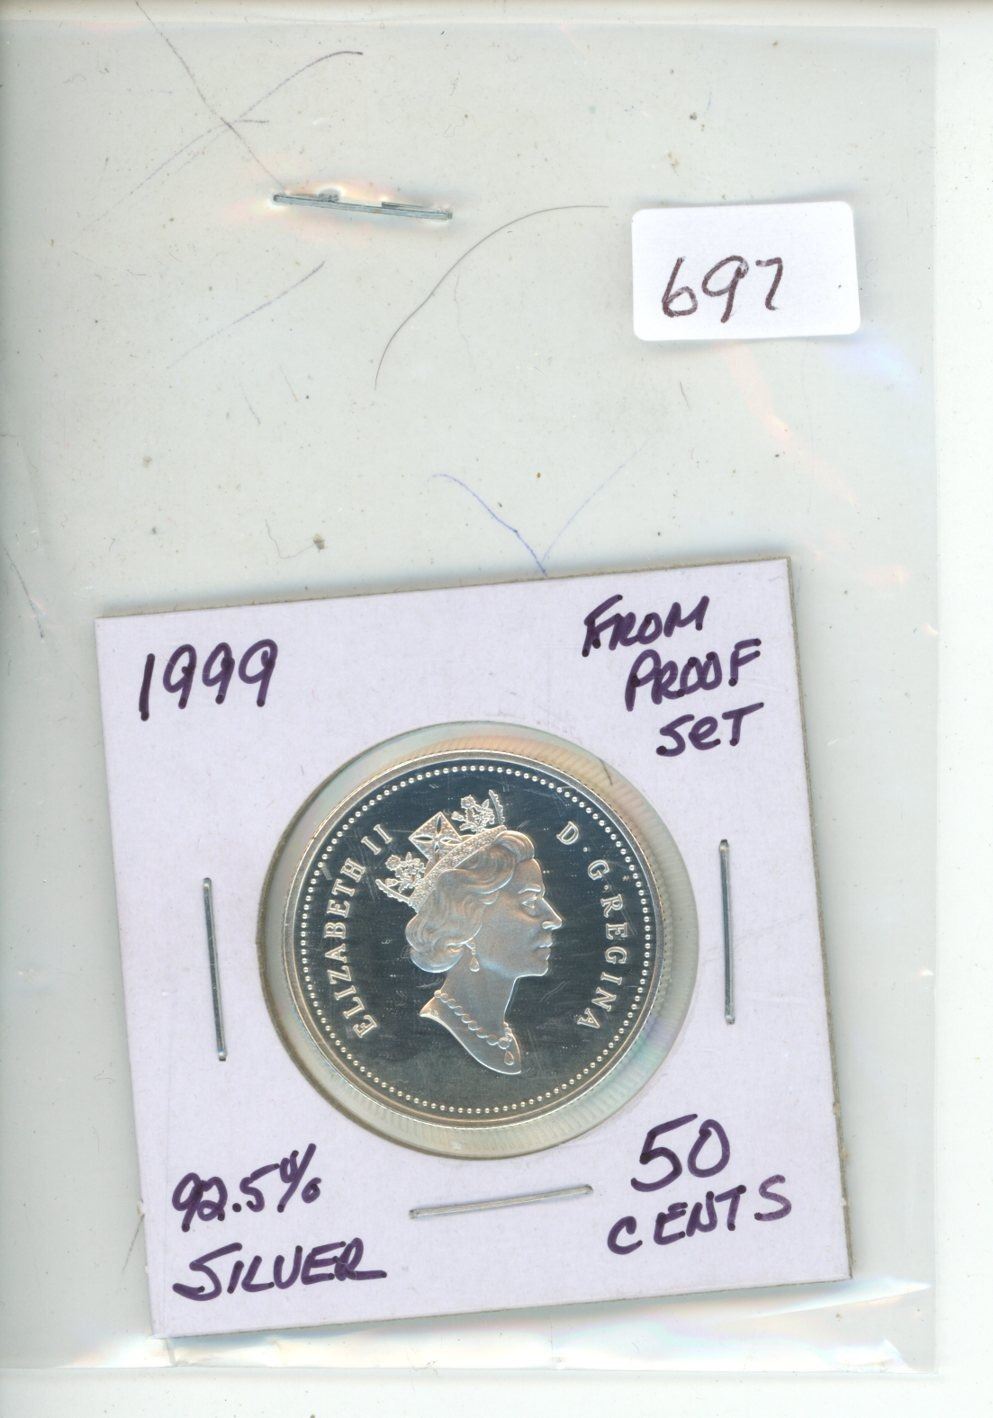 697
1999
FROM
PROOF
SeT
ELIZABETH II
D·G·REGINA
92.5%
SILVER
50
CENTS